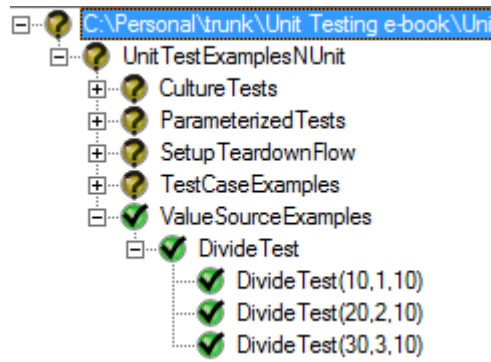 C:\Personal\trunk\Unit Testing e-book\Uni
UnitTestExamplesNUnit
CultureTests
ParameterizedTests
SetupTeardownFlow
TestCaseExamples
ValueSourceExamples
DivideTest
DivideTest(10,1,10)
DivideTest(20,2,10)
DivideTest(30,3,10)